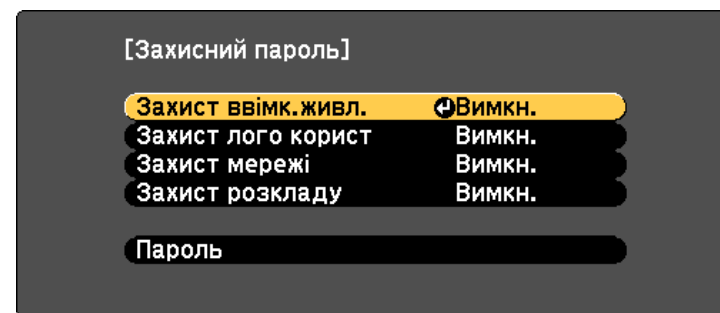 [Захисний пароль]
Захист ввімк.живл. Вимкн.
Захист лого корист Вимкн.
Захист мережі Вимкн.
Захист розкладу Вимкн.
Пароль